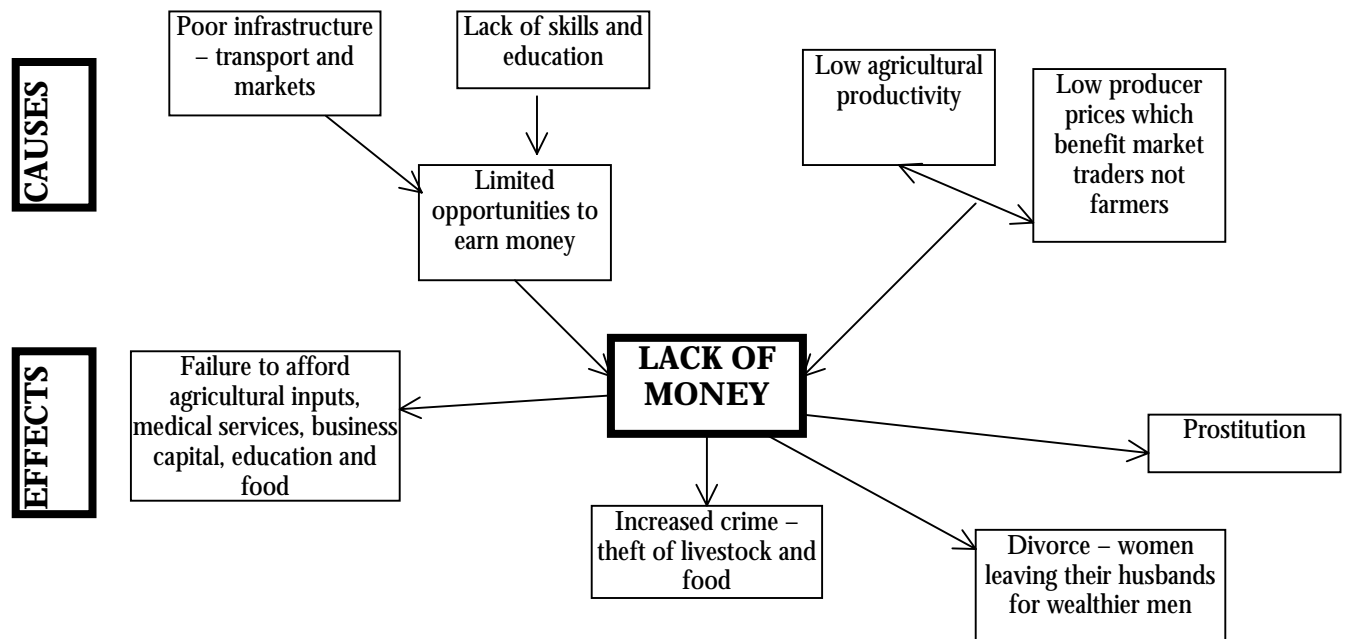 CAUSES
Poor infrastructure
– transport and
markets
Lack of skills and
education
Low agricultural
productivity
Low producer
prices which
benefit market
traders not
farmers
Limited
opportunities to
earn money
EFFECTS
Failure to afford
agricultural inputs,
medical services, business
capital, education and
food
LACK OF
MONEY
Prostitution
Increased crime –
theft of livestock and
food
Divorce – women
leaving their husbands
for wealthier men